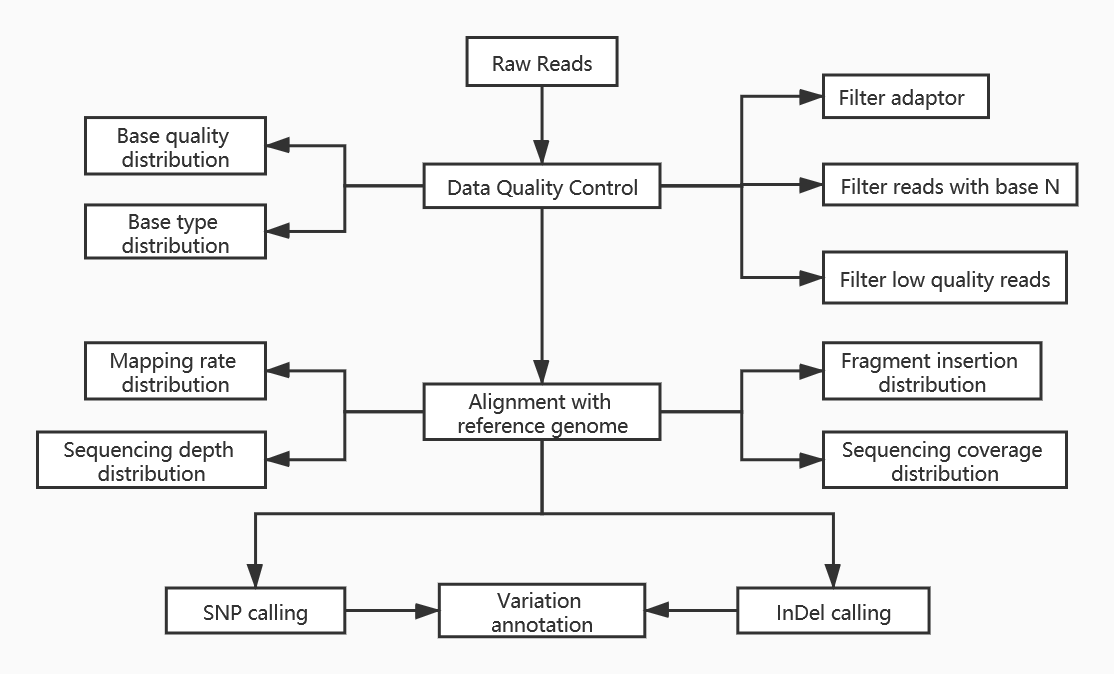 Raw Reads
Filter adaptor
Base quality
distribution
Data Quality Control
Filter reads with base N
Base type
distribution
Filter low quality reads
Mapping rate
distribution
Fragment insertion
distribution
Alignment with
reference genome
Sequencing depth
distribution
Sequencing coverage
distribution
SNP calling
Variation
annotation
InDel calling